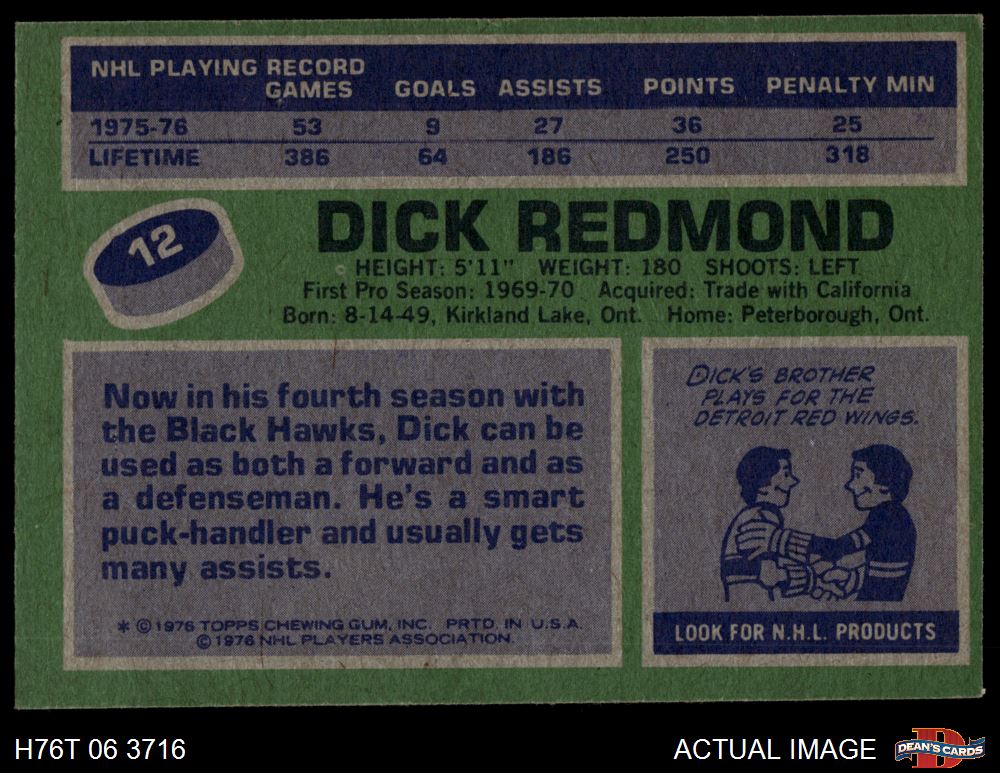 NHL PLAYING RECORD
GAMES GOALS ASSISTS POINTS PENALTY MIN
1975-76 53 9 27 36 25
LIFETIME 386 64 186 250 318
12
DICK REDMOND
HEIGHT: 5'11" WEIGHT: 180 SHOOTS: LEFT
First Pro Season: 1969-70 Acquired: Trade with California
Born: 8-14-49, Kirkland Lake, Ont. Home: Peterborough, Ont.
Now in his fourth season with
the Black Hawks, Dick can be
used as both a forward and as
a defenseman. He's a smart
puck-handler and usually gets
many assists.
* © 1976 TOPPS CHEWING GUM, INC. PRTD. IN U.S.A.
© 1976 NHL PLAYERS ASSOCIATION.
DICK'S BROTHER
PLAYS FOR THE
DETROIT RED WINGS.
LOOK FOR N.H.L. PRODUCTS
H76T 06 3716
ACTUAL IMAGE
D
DEAN'S CARDS